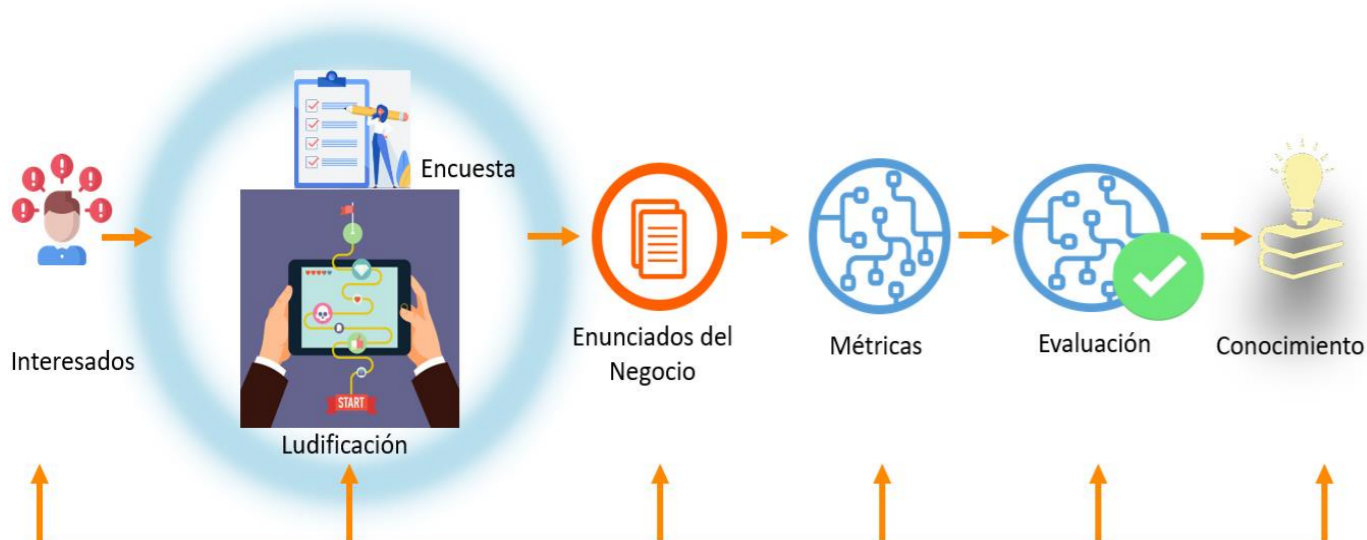 Encuesta
START
Ludificación
Interesados
Enunciados del
Negocio
Métricas
Evaluación
Conocimiento